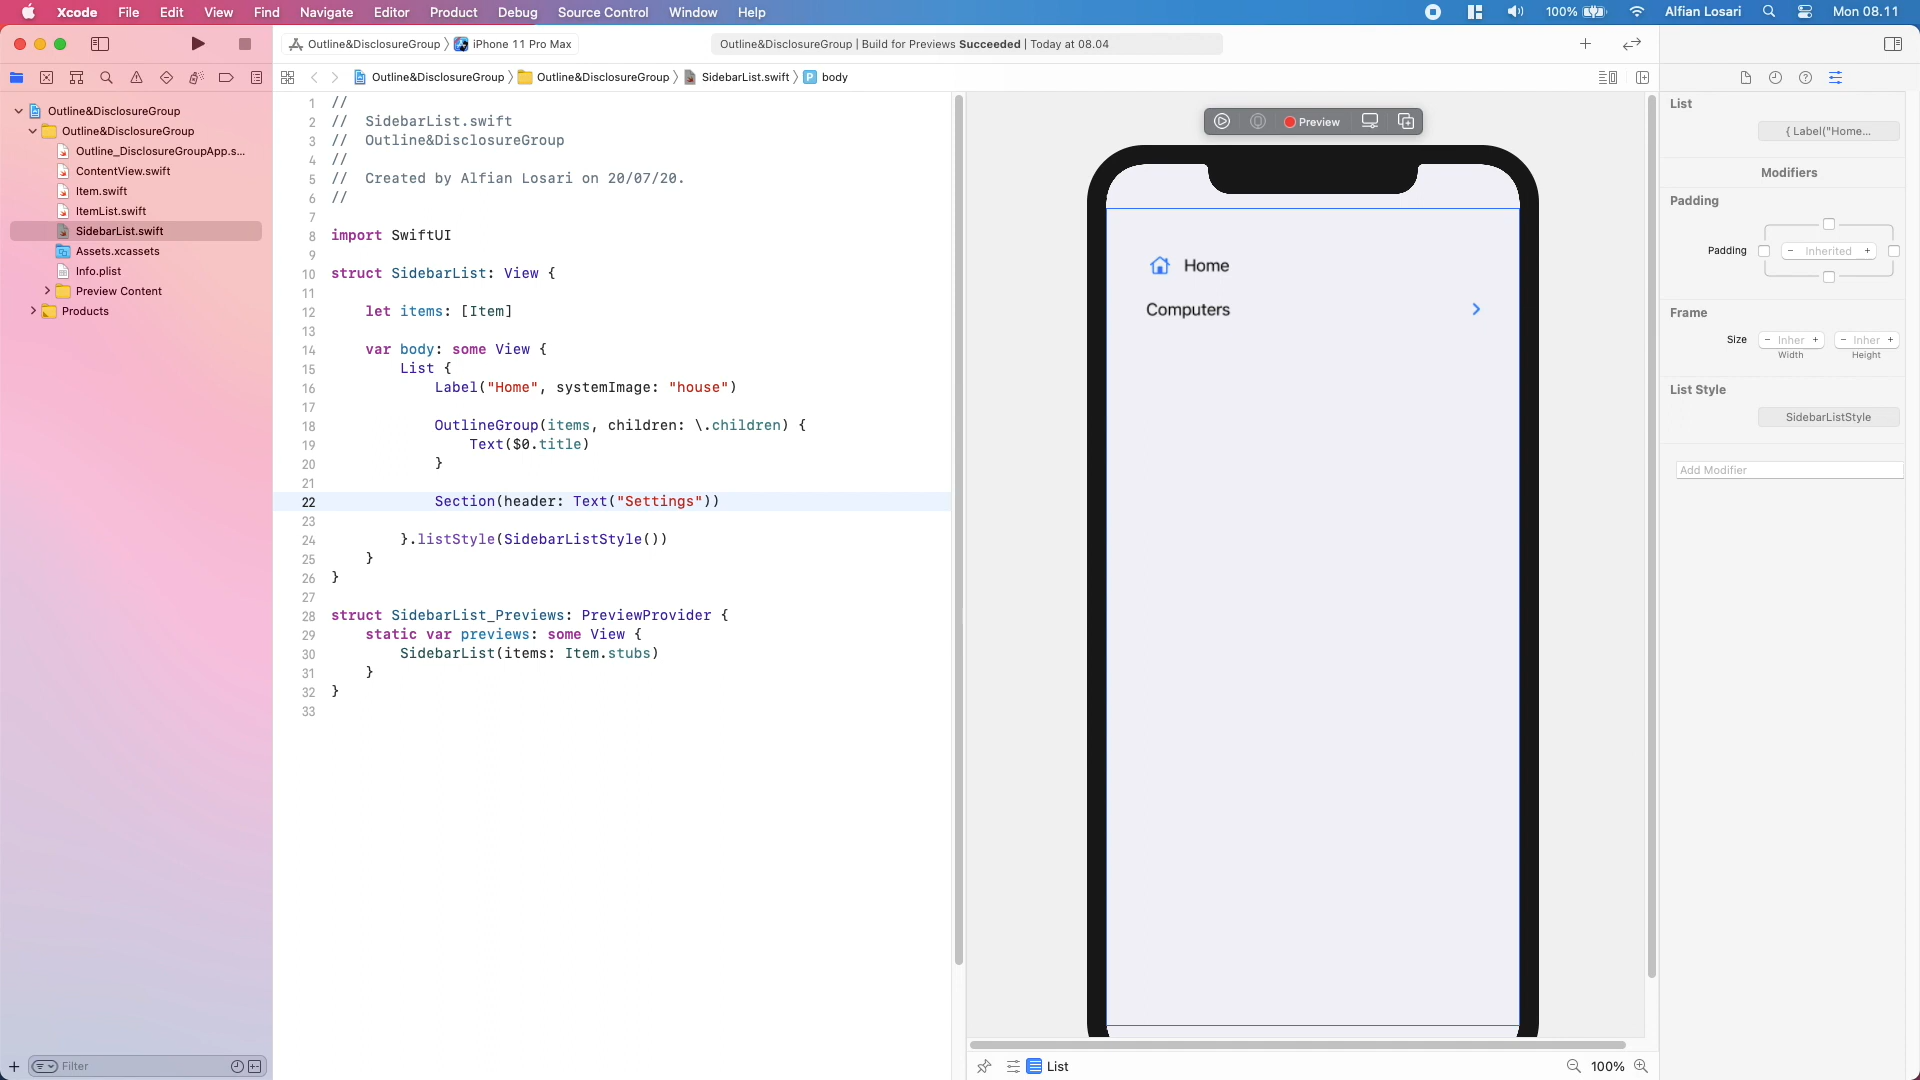 Xcode File Edit View Find Navigate Editor Product Debug Source Control Window Help 100% Alfian Losari Mon 08.11
Outline&DisclosureGroup iPhone 11 Pro Max
Outline&DisclosureGroup | Build for Previews Succeeded | Today at 08.04
Outline&DisclosureGroup Outline&DisclosureGroup SidebarList.swift P body
Outline&DisclosureGroup
Outline&DisclosureGroup
Outline_DisclosureGroupApp.s...
ContentView.swift
Item.swift
ItemList.swift
SidebarList.swift
Assets.xcassets
Info.plist
Preview Content
Products
Filter
1 //
2 // SidebarList.swift
3 // Outline&DisclosureGroup
4 //
5 // Created by Alfian Losari on 20/07/20.
6 //
7
8 import SwiftUI
9
10 struct SidebarList: View {
11
12 let items: [Item]
13
14 var body: some View {
15 List {
16 Label("Home", systemImage: "house")
17
18 OutlineGroup(items, children: \.children) {
19 Text($0.title)
20 }
21
22 Section(header: Text("Settings"))
23
24 }.listStyle(SidebarListStyle())
25 }
26 }
27
28 struct SidebarList_Previews: PreviewProvider {
29 static var previews: some View {
30 SidebarList(items: Item.stubs)
31 }
32 }
33
Preview
Home
Computers
List
100%
List
{ Label("Home...
Modifiers
Padding
Padding - Inherited +
Frame
Size - Inher + - Inher +
Width Height
List Style
SidebarListStyle
Add Modifier